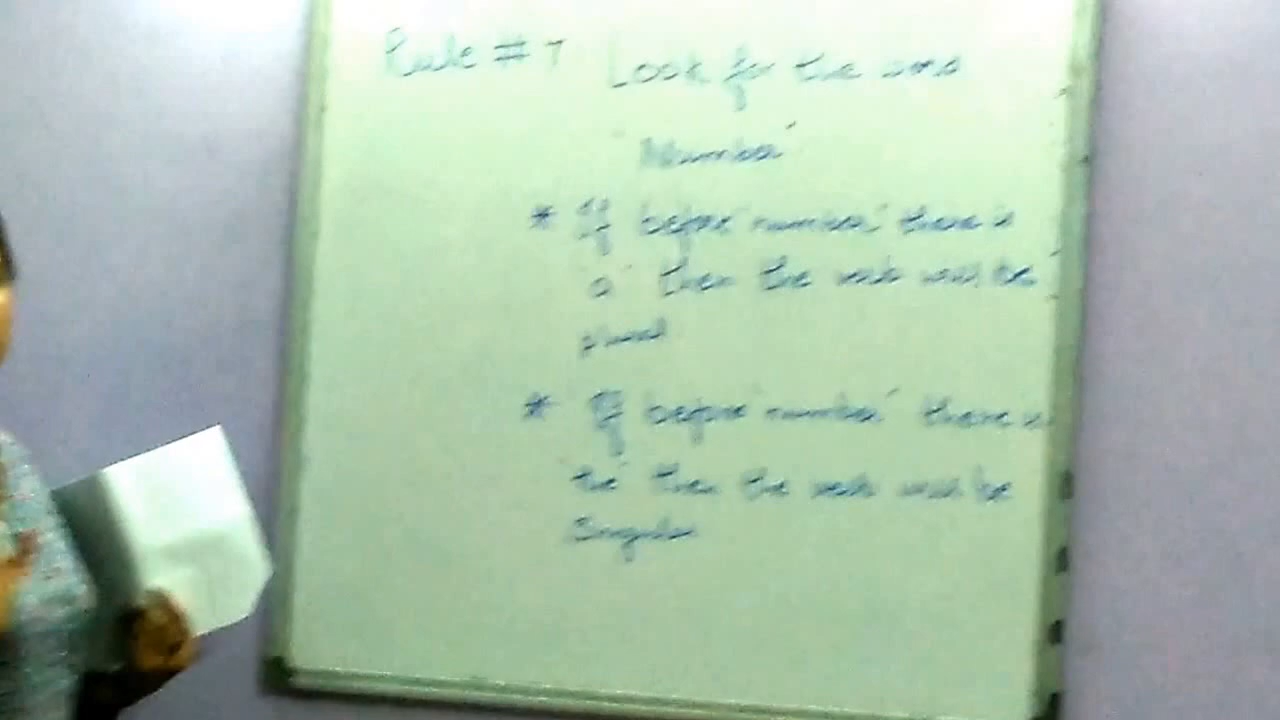 Rule # 7 Look for the word
"Number"
* If before "number" there is
"a" then the verb will be
plural
* If before "number" there is
"the" then the verb will be
Singular